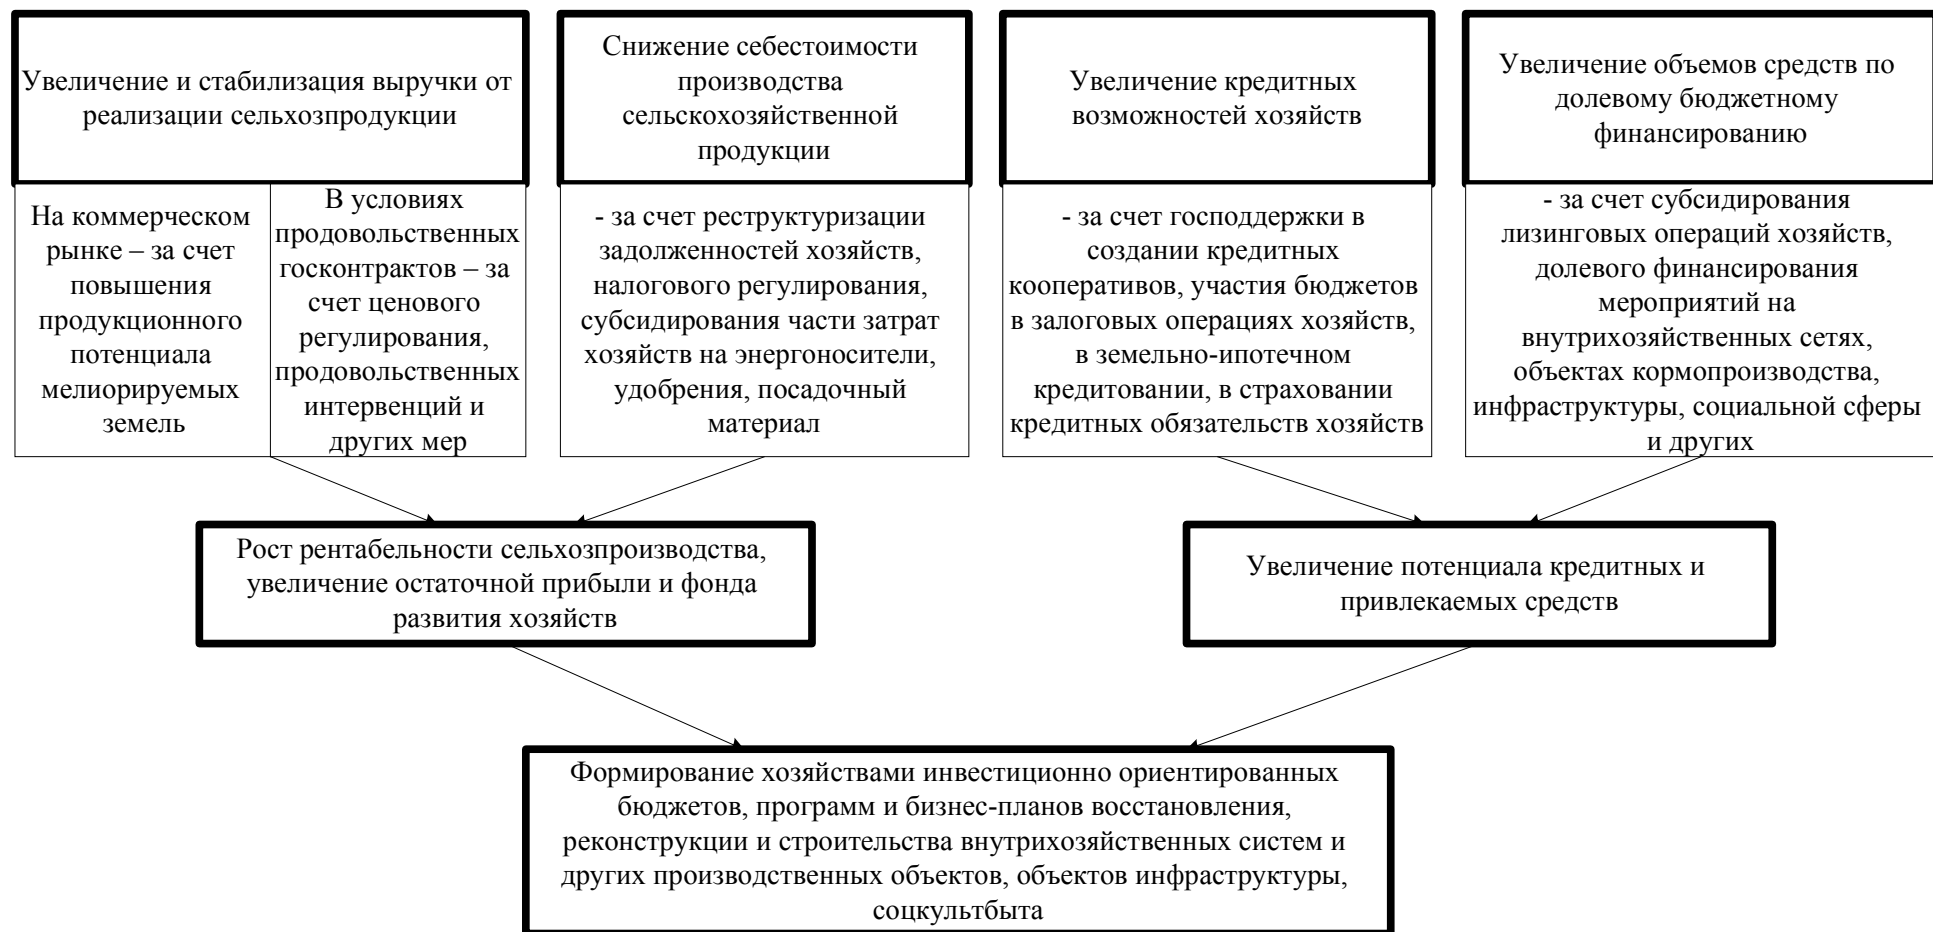 Увеличение и стабилизация выручки от
реализации сельхозпродукции
Снижение себестоимости
производства
сельскохозяйственной
продукции
Увеличение кредитных
возможностей хозяйств
Увеличение объемов средств по
долевому бюджетному
финансированию
На коммерческом
рынке – за счет
повышения
продукционного
потенциала
мелиорируемых
земель
В условиях
продовольственных
госконтрактов – за
счет ценового
регулирования,
продовольственных
интервенций и
других мер
- за счет реструктуризации
задолженностей хозяйств,
налогового регулирования,
субсидирования части затрат
хозяйств на энергоносители,
удобрения, посадочный
материал
- за счет господдержки в
создании кредитных
кооперативов, участия бюджетов
в залоговых операциях хозяйств,
в земельно-ипотечном
кредитовании, в страховании
кредитных обязательств хозяйств
- за счет субсидирования
лизинговых операций хозяйств,
долевого финансирования
мероприятий на
внутрихозяйственных сетях,
объектах кормопроизводства,
инфраструктуры, социальной сферы
и других
Рост рентабельности сельхозпроизводства,
увеличение остаточной прибыли и фонда
развития хозяйств
Увеличение потенциала кредитных и
привлекаемых средств
Формирование хозяйствами инвестиционно ориентированных
бюджетов, программ и бизнес-планов восстановления,
реконструкции и строительства внутрихозяйственных систем и
других производственных объектов, объектов инфраструктуры,
соцкультбыта